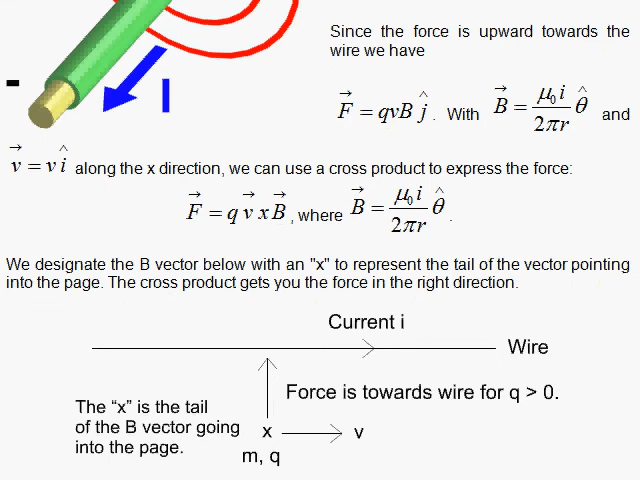 Since the force is upward towards the
wire we have
-
I
F⃗ = qvB ĵ . With B⃗ = μ₀ i / 2πr θ̂ and
v⃗ = v î along the x direction, we can use a cross product to express the force:
F⃗ = q v⃗ x B⃗ , where B⃗ = μ₀ i / 2πr θ̂ .
We designate the B vector below with an "x" to represent the tail of the vector pointing
into the page. The cross product gets you the force in the right direction.
Current i
Wire
Force is towards wire for q > 0.
The “x” is the tail
of the B vector going
into the page.
x
v
m, q